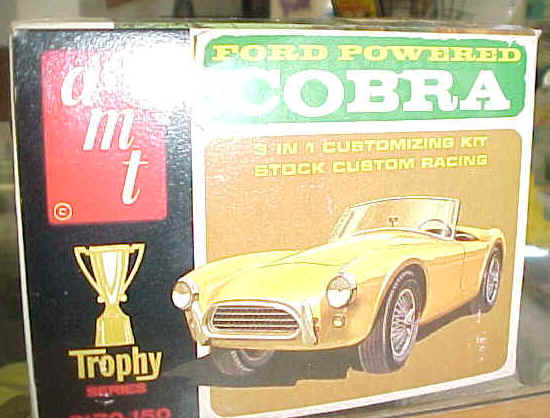 amt
©
Trophy
SERIES
FORD POWERED
COBRA
3 IN 1 CUSTOMIZING KIT
STOCK CUSTOM RACING